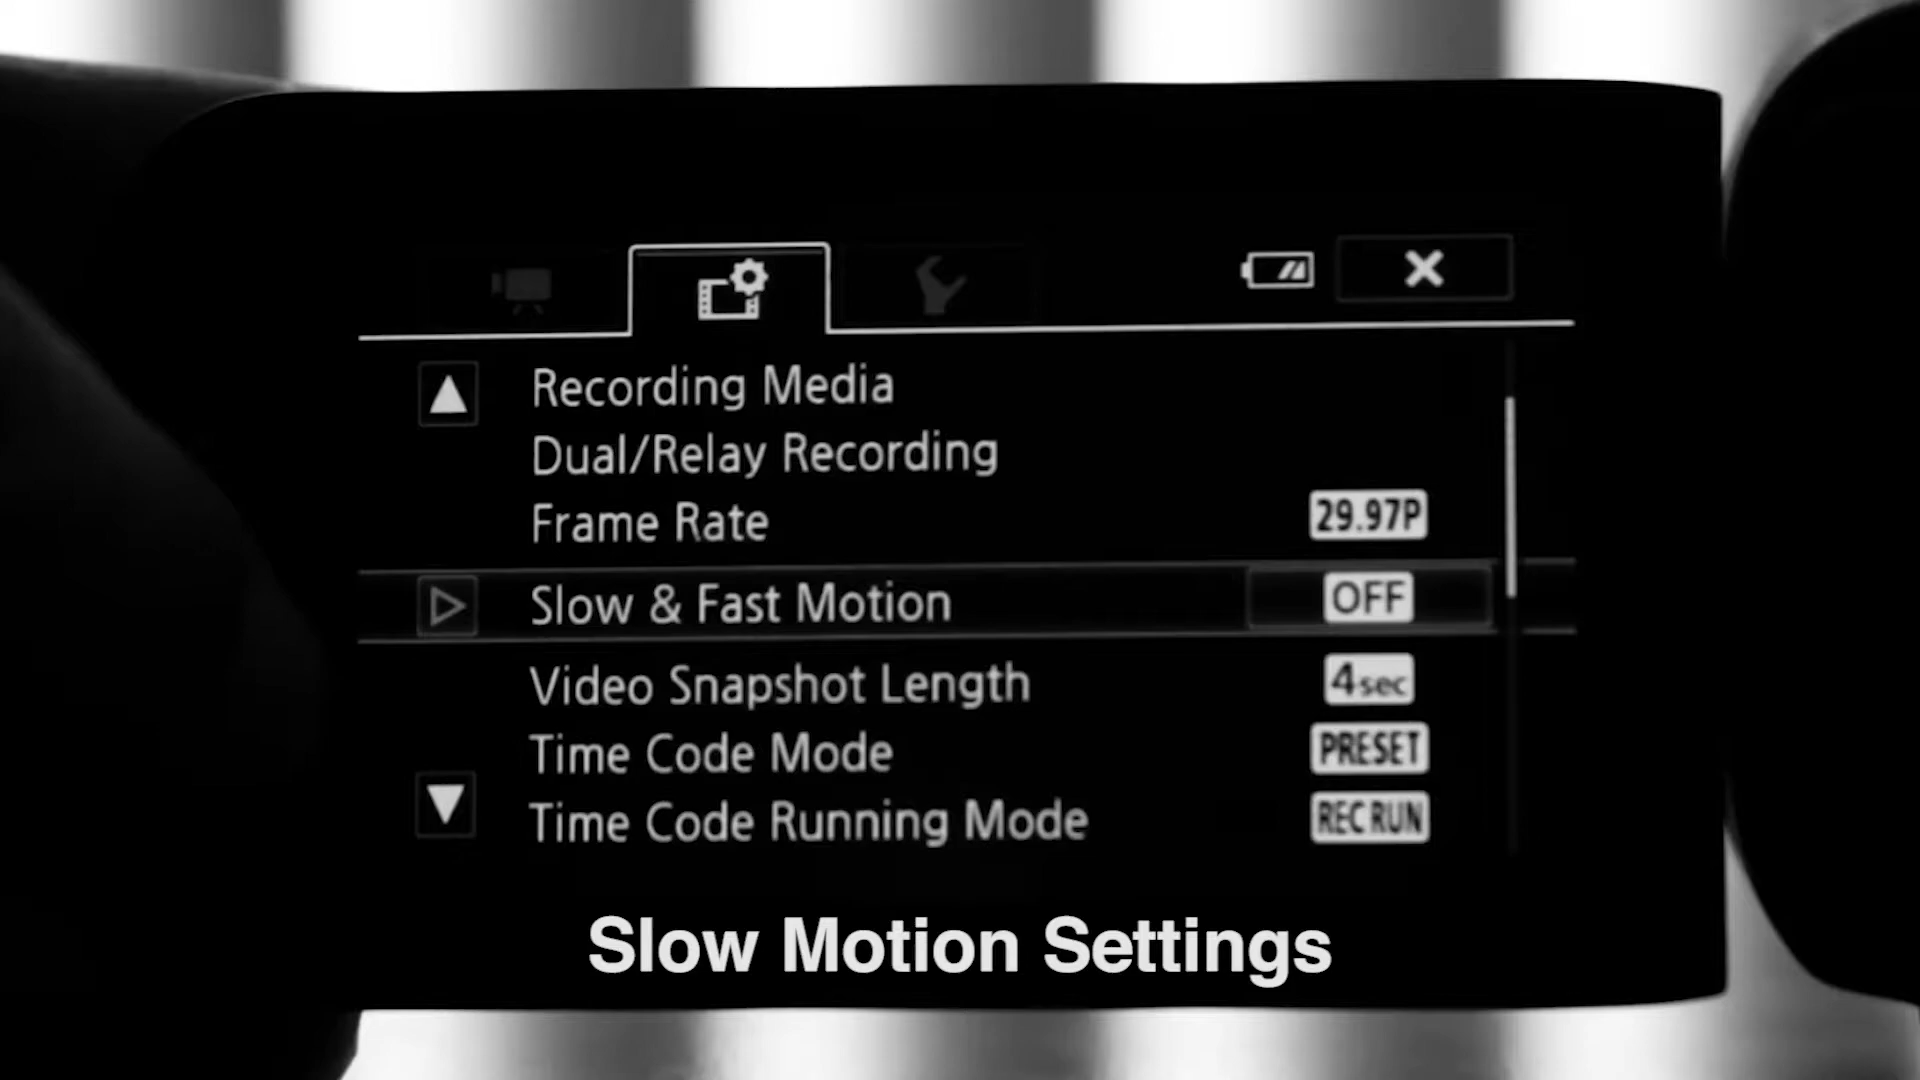 Recording Media
Dual/Relay Recording
Frame Rate 29.97P
Slow & Fast Motion OFF
Video Snapshot Length 4sec
Time Code Mode PRESET
Time Code Running Mode REC RUN
Slow Motion Settings